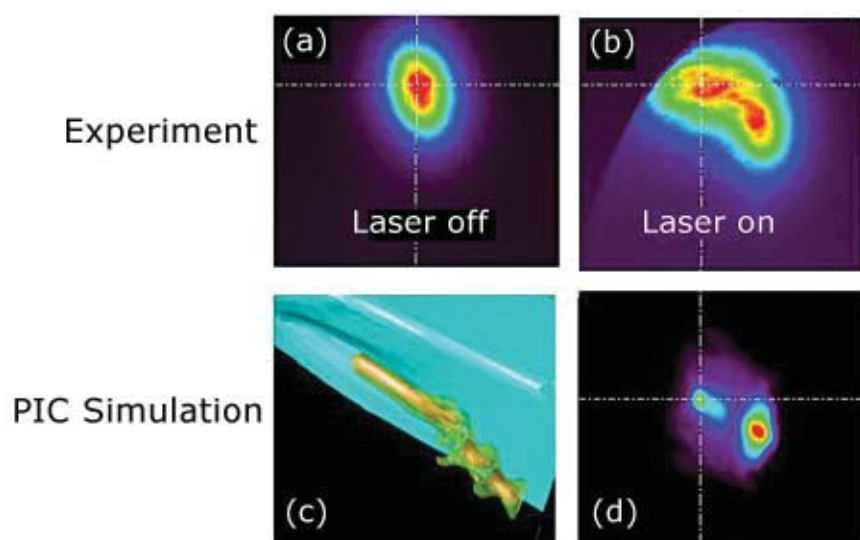 (a)
(b)
Experiment
Laser off
Laser on
PIC Simulation
(c)
(d)